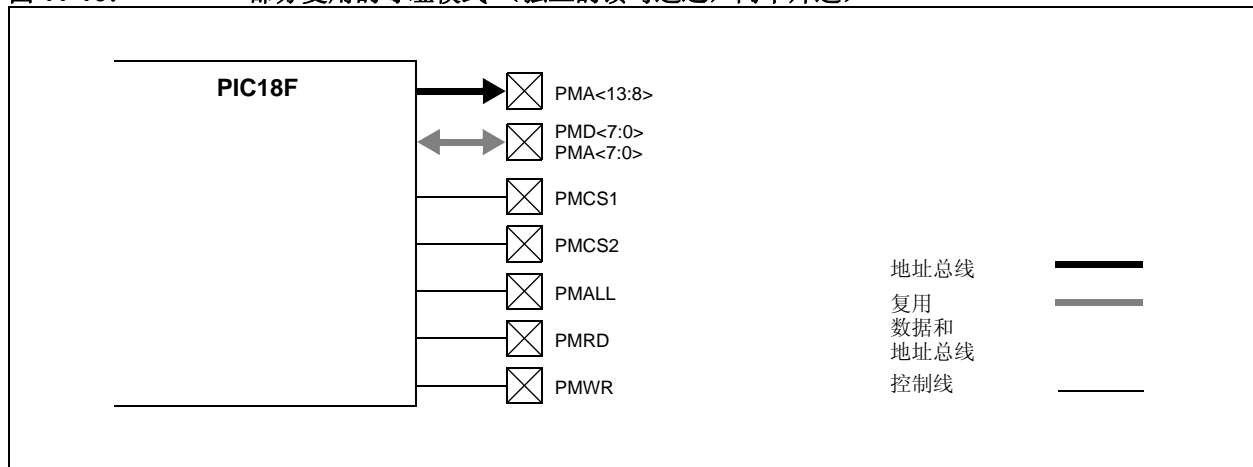 PIC18F
PMA<13:8>
PMD<7:0>
PMA<7:0>
PMCS1
PMCS2
PMALL
PMRD
PMWR
地址总线
复用
数据和
地址总线
控制线